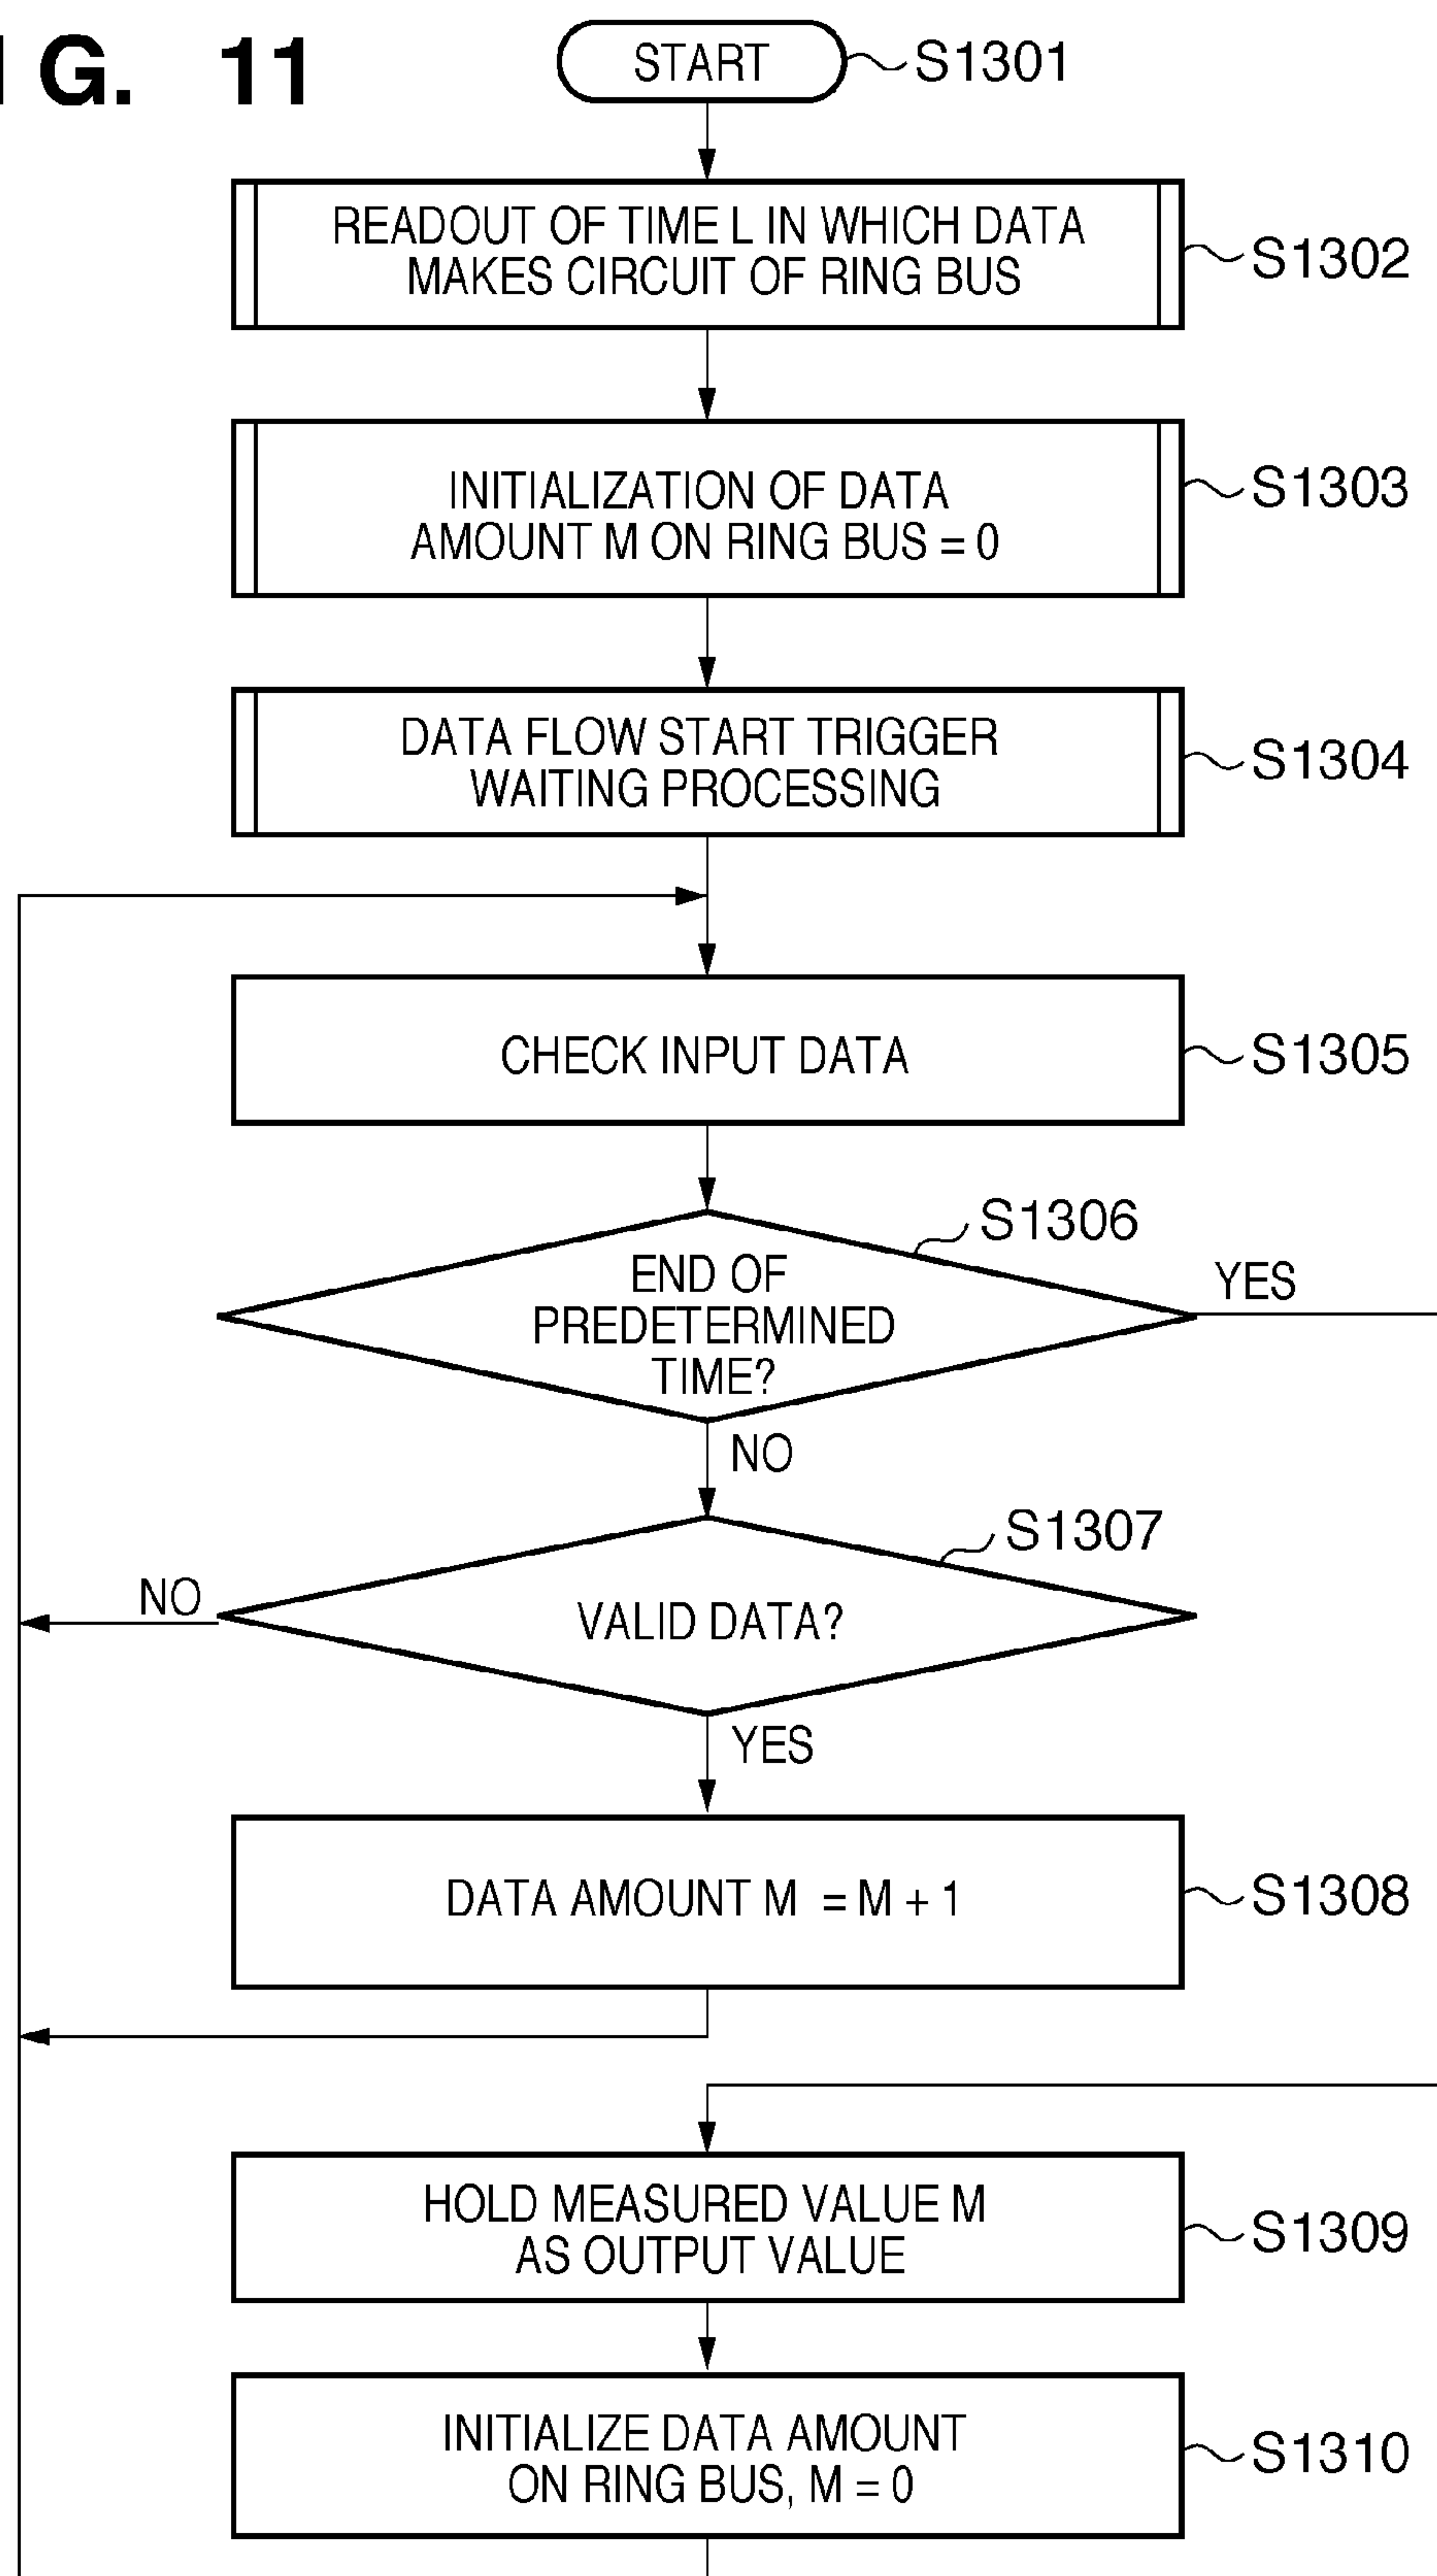 IG. 11
START
S1301
READOUT OF TIME L IN WHICH DATA
MAKES CIRCUIT OF RING BUS
S1302
INITIALIZATION OF DATA
AMOUNT M ON RING BUS = 0
S1303
DATA FLOW START TRIGGER
WAITING PROCESSING
S1304
CHECK INPUT DATA
S1305
S1306
END OF
PREDETERMINED
TIME?
YES
NO
S1307
VALID DATA?
NO
YES
DATA AMOUNT M = M + 1
S1308
HOLD MEASURED VALUE M
AS OUTPUT VALUE
S1309
INITIALIZE DATA AMOUNT
ON RING BUS, M = 0
S1310